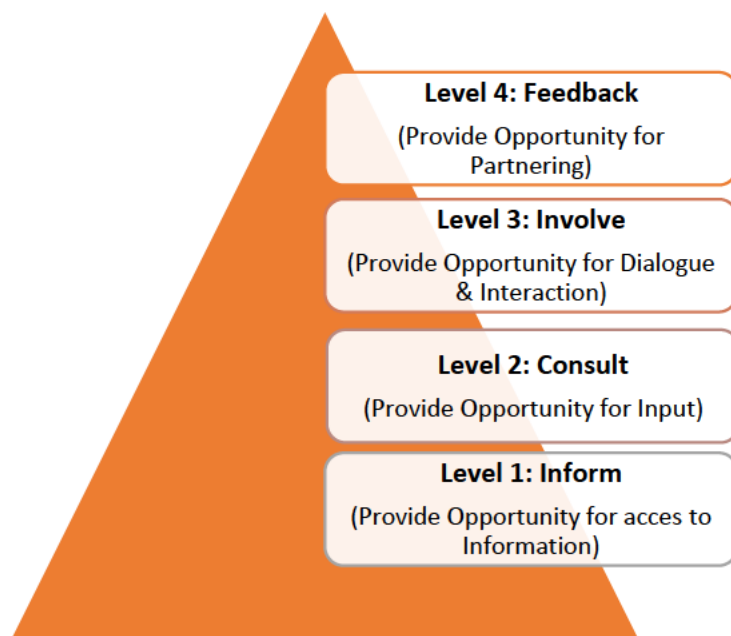 Level 4: Feedback
(Provide Opportunity for
Partnering)
Level 3: Involve
(Provide Opportunity for Dialogue
& Interaction)
Level 2: Consult
(Provide Opportunity for Input)
Level 1: Inform
(Provide Opportunity for acces to
Information)